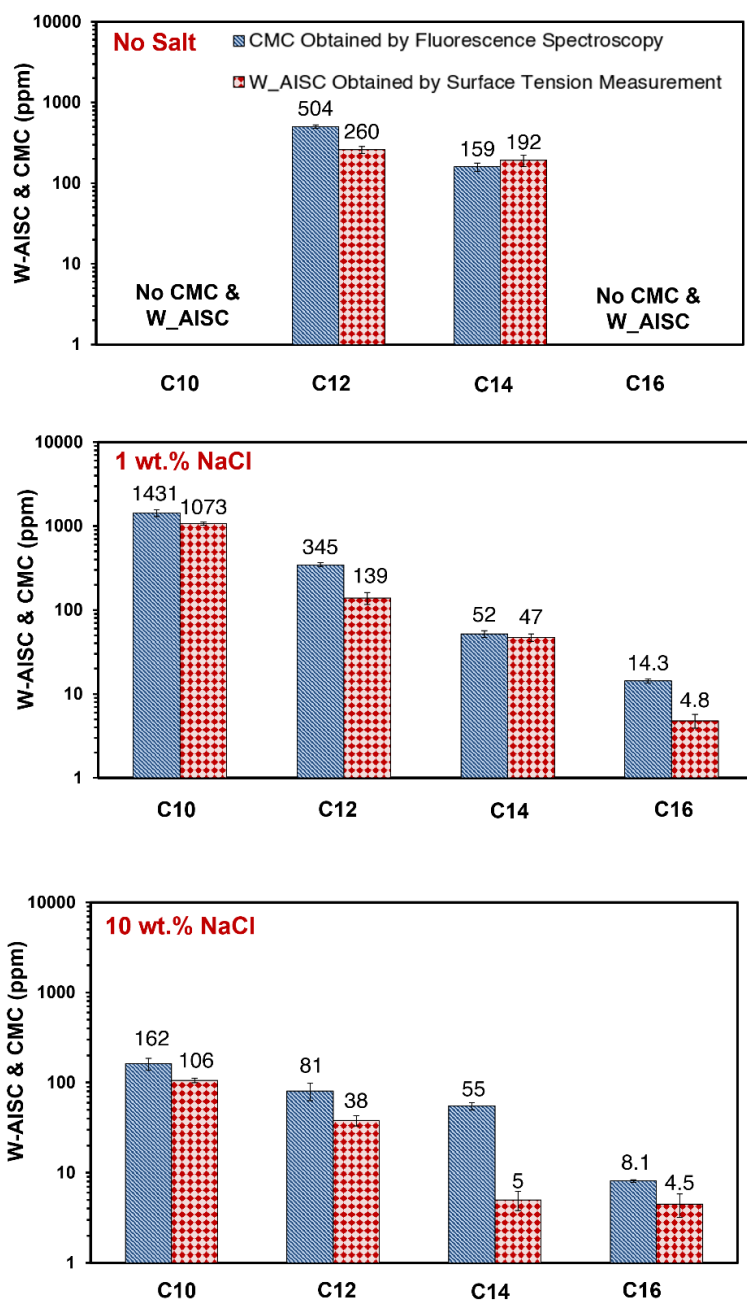 No Salt
CMC Obtained by Fluorescence Spectroscopy
W_AISC Obtained by Surface Tension Measurement
W-AISC & CMC (ppm)
10000
1000
100
10
1
504
260
159
192
No CMC &
W_AISC
No CMC &
W_AISC
C10 C12 C14 C16
1 wt.% NaCl
W-AISC & CMC (ppm)
10000
1000
100
10
1
1431
1073
345
139
52
47
14.3
4.8
C10 C12 C14 C16
10 wt.% NaCl
W-AISC & CMC (ppm)
10000
1000
100
10
1
162
106
81
38
55
5
8.1
4.5
C10 C12 C14 C16